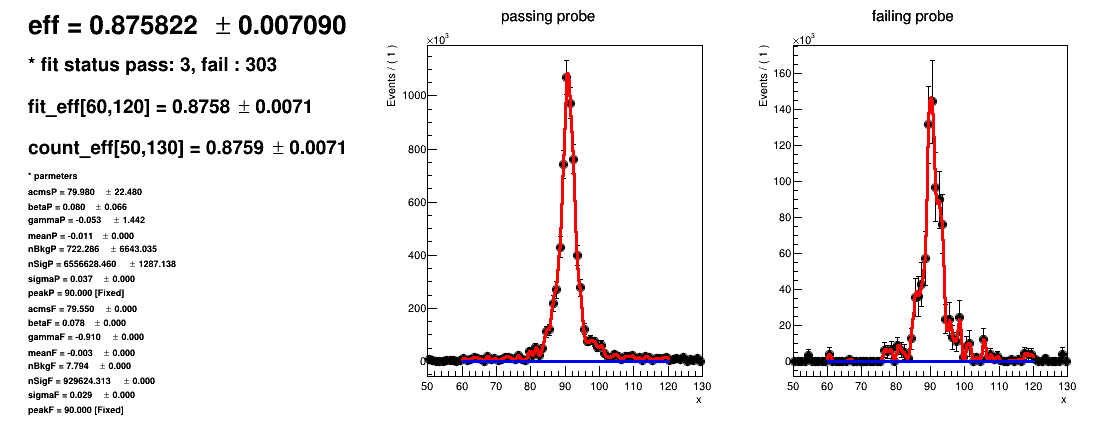 eff = 0.875822 ± 0.007090
* fit status pass: 3, fail : 303
fit_eff[60,120] = 0.8758 ± 0.0071
count_eff[50,130] = 0.8759 ± 0.0071
* parmeters
acmsP = 79.980 ± 22.480
betaP = 0.080 ± 0.066
gammaP = -0.053 ± 1.442
meanP = -0.011 ± 0.000
nBkgP = 722.286 ± 6643.035
nSigP = 6556628.460 ± 1287.138
sigmaP = 0.037 ± 0.000
peakP = 90.000 [Fixed]
acmsF = 79.550 ± 0.000
betaF = 0.078 ± 0.000
gammaF = -0.910 ± 0.000
meanF = -0.003 ± 0.000
nBkgF = 7.794 ± 0.000
nSigF = 929624.313 ± 0.000
sigmaF = 0.029 ± 0.000
peakF = 90.000 [Fixed]
passing probe
×10³
Events / ( 1 )
1000
800
600
400
200
0
50 60 70 80 90 100 110 120 130
x
failing probe
×10³
Events / ( 1 )
160
140
120
100
80
60
40
20
0
50 60 70 80 90 100 110 120 130
x